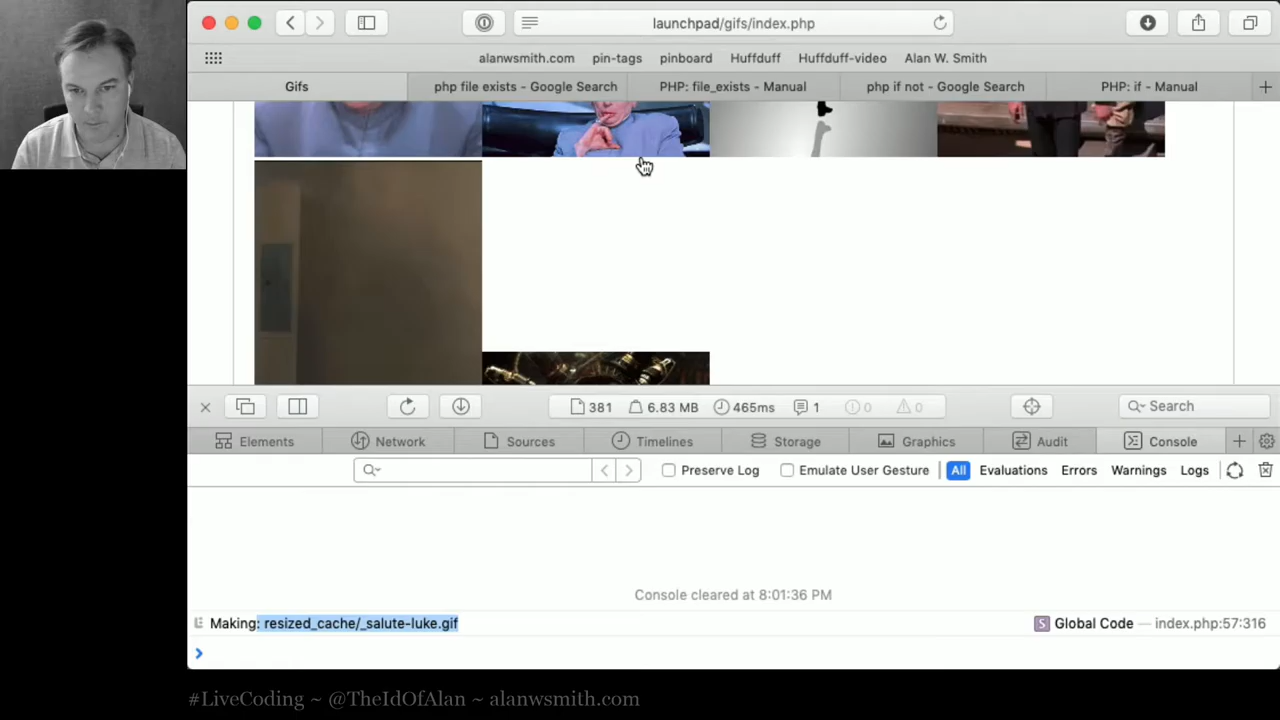 launchpad/gifs/index.php
alanwsmith.com pin-tags pinboard Huffduff Huffduff-video Alan W. Smith
Gifs php file exists - Google Search PHP: file_exists - Manual php if not - Google Search PHP: if - Manual
381 6.83 MB 465ms 1 0 0 Search
Elements Network Sources Timelines Storage Graphics Audit Console
Preserve Log Emulate User Gesture All Evaluations Errors Warnings Logs
Console cleared at 8:01:36 PM
Making: resized_cache/_salute-luke.gif S Global Code — index.php:57:316
#LiveCoding ~ @TheIdOfAlan ~ alanwsmith.com